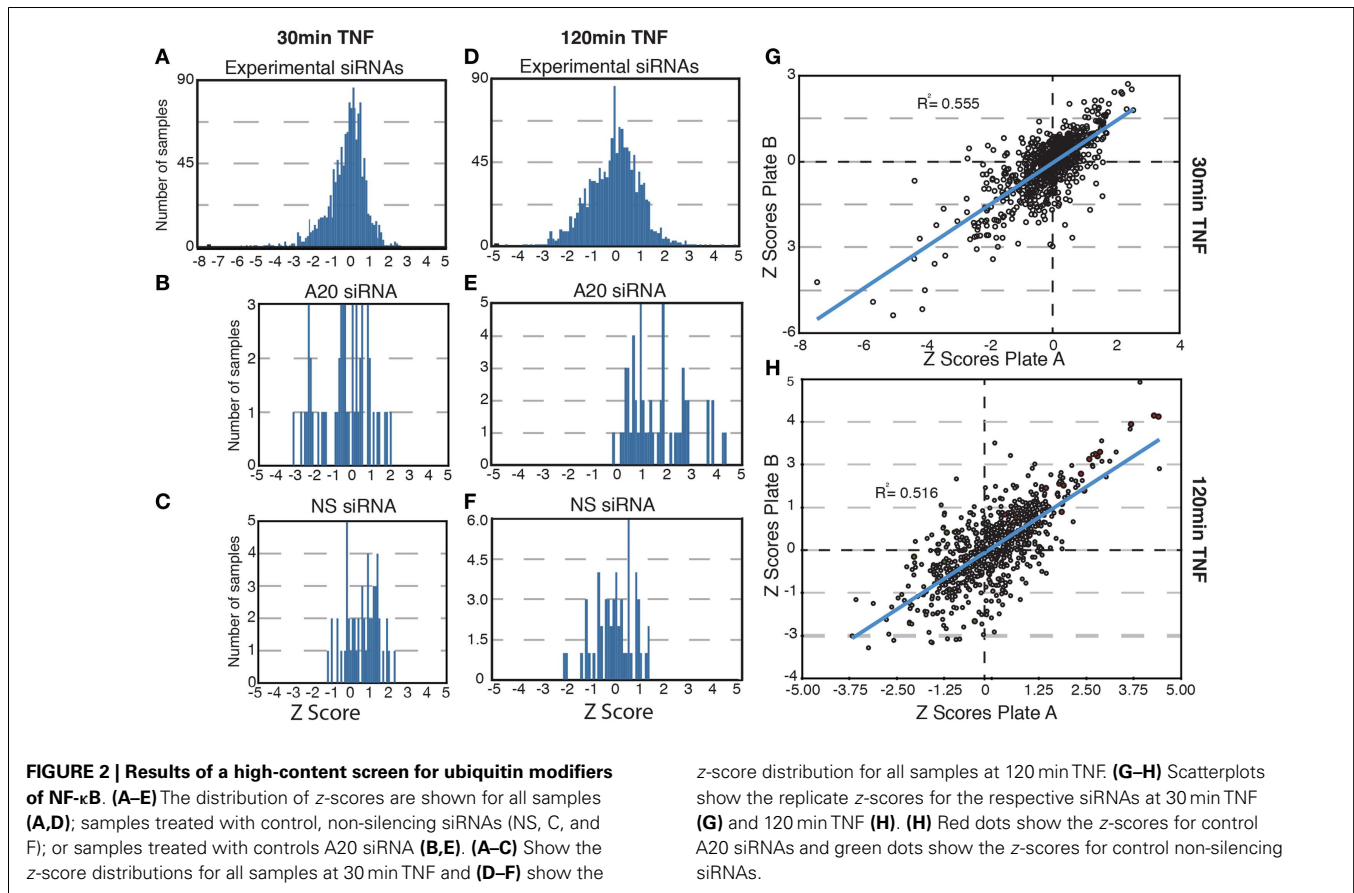 30min TNF
120min TNF
A
Experimental siRNAs
90
45
0
Number of samples
-8 -7 -6 -5 -4 -3 -2 -1 0 1 2 3 4 5
D
Experimental siRNAs
90
45
0
-5 -4 -3 -2 -1 0 1 2 3 4 5
B
A20 siRNA
3
2
1
0
Number of samples
-5 -4 -3 -2 -1 0 1 2 3 4 5
E
A20 siRNA
5
4
3
2
1
0
-5 -4 -3 -2 -1 0 1 2 3 4 5
C
NS siRNA
5
4
3
2
1
0
Number of samples
-5 -4 -3 -2 -1 0 1 2 3 4 5
Z Score
F
NS siRNA
6.0
4.5
3.0
1.5
0
-5 -4 -3 -2 -1 0 1 2 3 4 5
Z Score
G
3
0
3
-6
R²= 0.555
Z Scores Plate B
-8 -6 -4 -2 0 2 4
Z Scores Plate A
30min TNF
H
5
4
3
1
0
-1
-3
-4
R²= 0.516
Z Scores Plate B
-5.00 -3.75 -2.50 -1.25 0 1.25 2.50 3.75 5.00
Z Scores Plate A
120min TNF
FIGURE 2 | Results of a high-content screen for ubiquitin modifiers
of NF-κB. (A–E) The distribution of z-scores are shown for all samples
(A,D); samples treated with control, non-silencing siRNAs (NS, C, and
F); or samples treated with controls A20 siRNA (B,E). (A–C) Show the
z-score distributions for all samples at 30 min TNF and (D–F) show the
z-score distribution for all samples at 120 min TNF. (G–H) Scatterplots
show the replicate z-scores for the respective siRNAs at 30 min TNF
(G) and 120 min TNF (H). (H) Red dots show the z-scores for control
A20 siRNAs and green dots show the z-scores for control non-silencing
siRNAs.